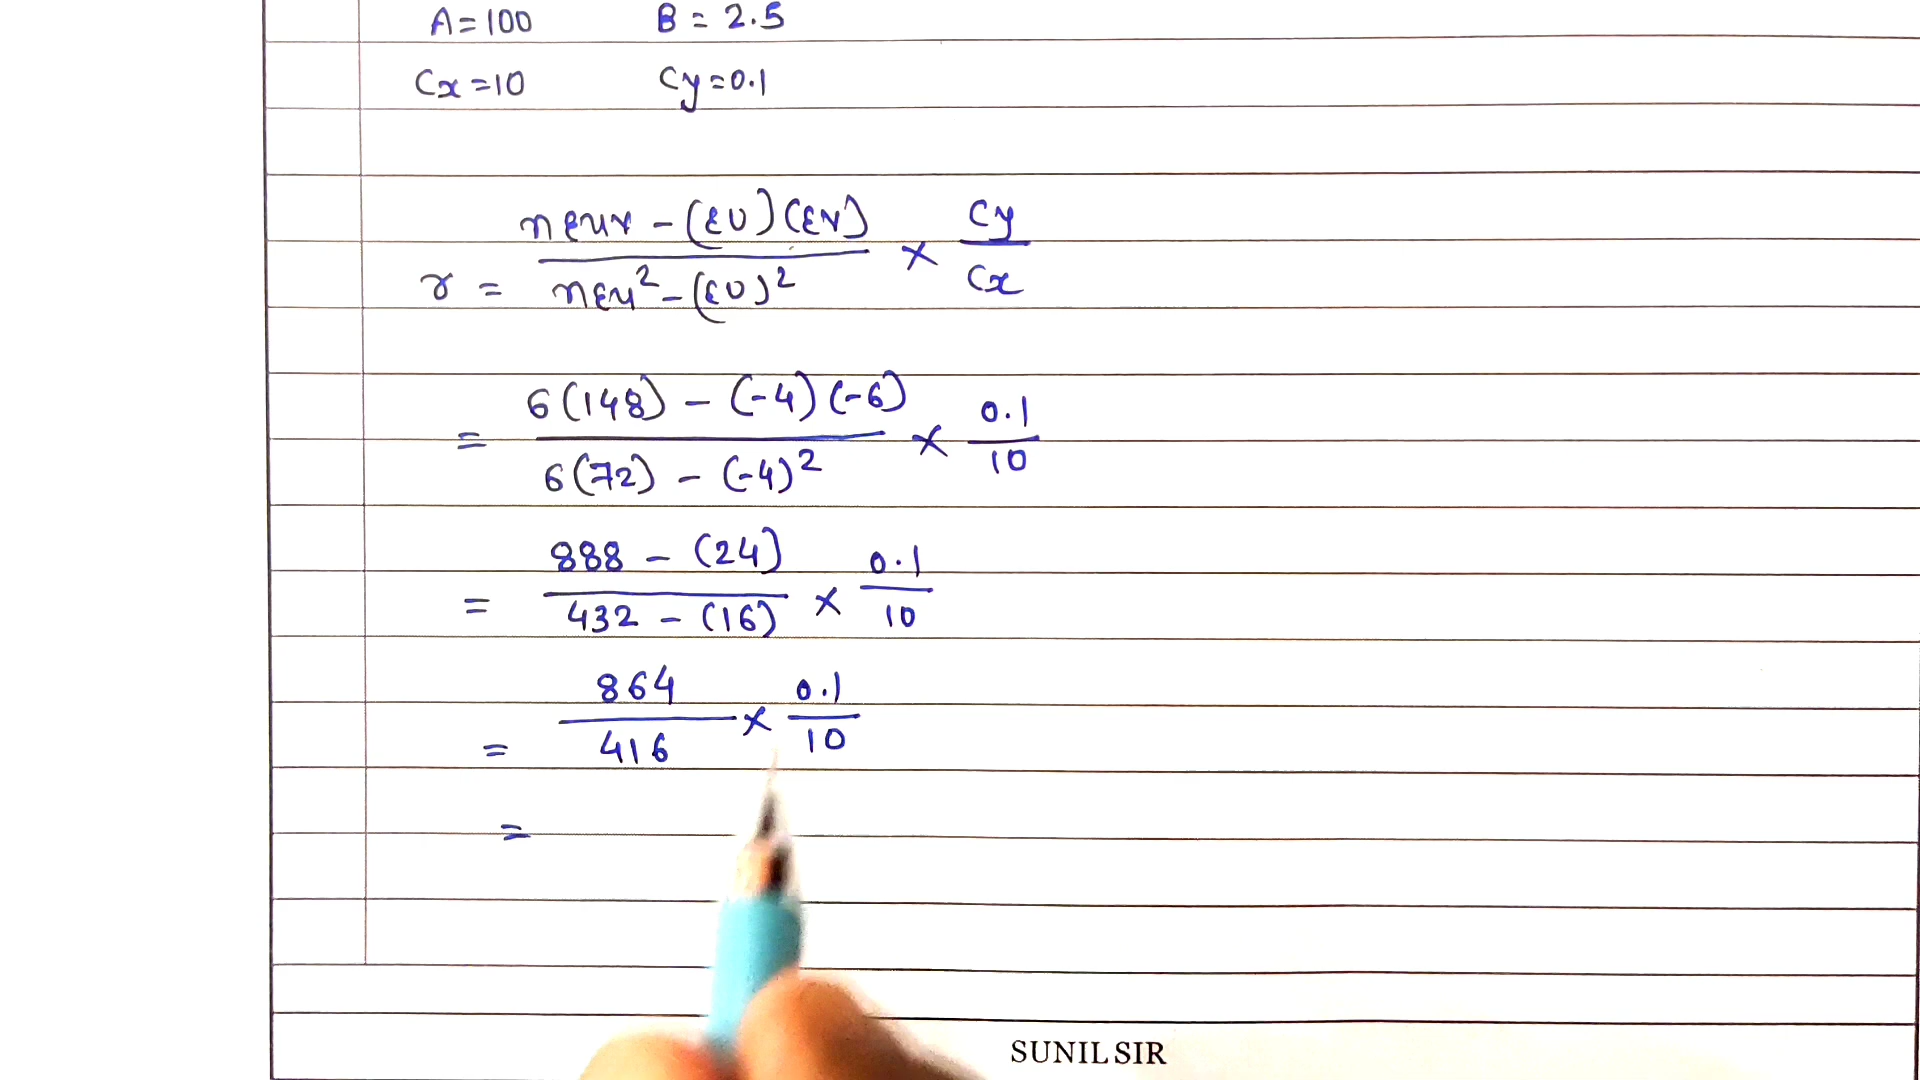 A = 100 B = 2.5
Cx = 10 Cy = 0.1
nΣuv - (ΣU)(ΣV) / nΣu² - (ΣU)² × Cy / Cx
r =
= 6(148) - (-4)(-6) / 6(72) - (-4)² × 0.1 / 10
= 888 - (24) / 432 - (16) × 0.1 / 10
= 864 / 416 × 0.1 / 10
=
SUNIL SIR